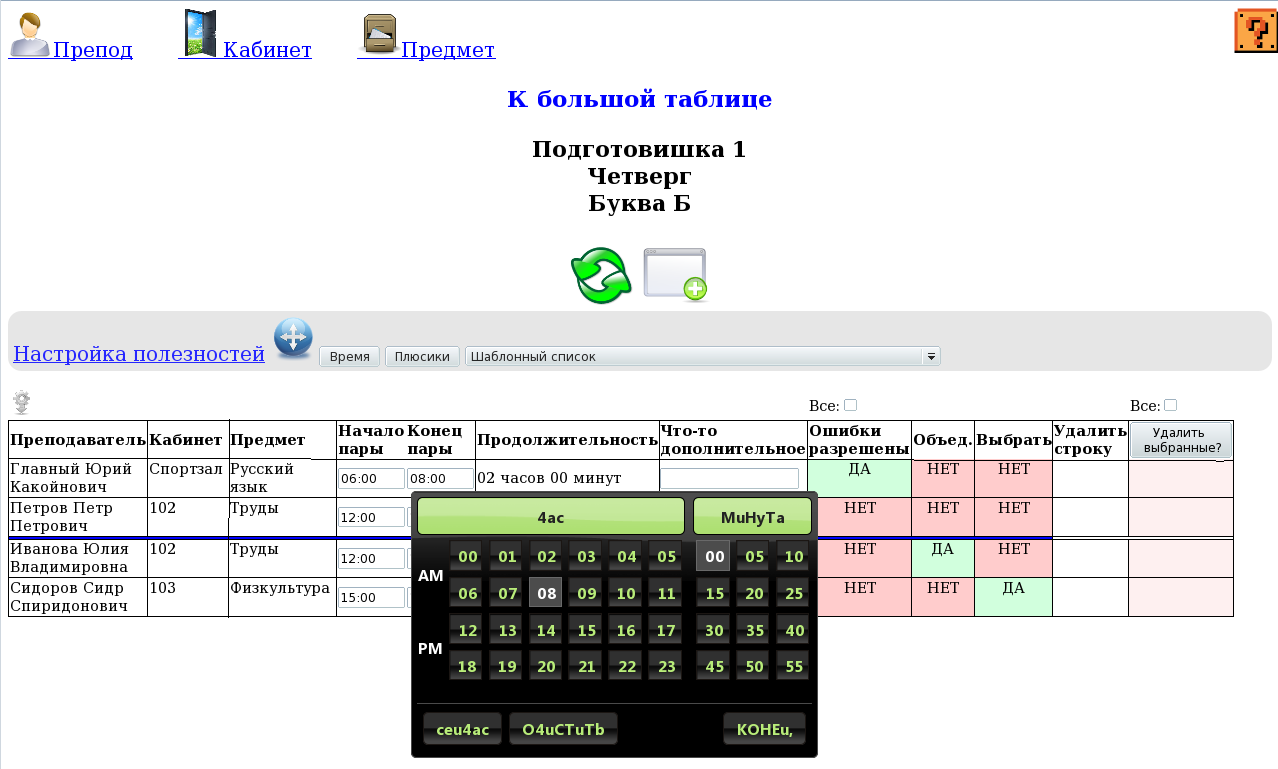 Препод Кабинет Предмет
К большой таблице
Подготовишка 1
Четверг
Буква Б
Настройка полезностей Время Плюсики Шаблонный список
Все: Все:
Преподаватель Кабинет Предмет Начало пары Конец пары Продолжительность Что-то дополнительное Ошибки разрешены Объед. Выбрать Удалить строку Удалить выбранные?
Главный Юрий Какойнович Спортзал Русский язык 06:00 08:00 02 часов 00 минут ДА НЕТ НЕТ
Петров Петр Петрович 102 Труды 12:00 НЕТ НЕТ НЕТ
Иванова Юлия Владимировна 102 Труды 12:00 НЕТ ДА НЕТ
Сидоров Сидр Спиридонович 103 Физкультура 15:00 НЕТ НЕТ ДА
4ac MuHyTa
AM
00 01 02 03 04 05 00 05 10
06 07 08 09 10 11 15 20 25
PM
12 13 14 15 16 17 30 35 40
18 19 20 21 22 23 45 50 55
ceu4ac O4uCTuTb KOHEu,